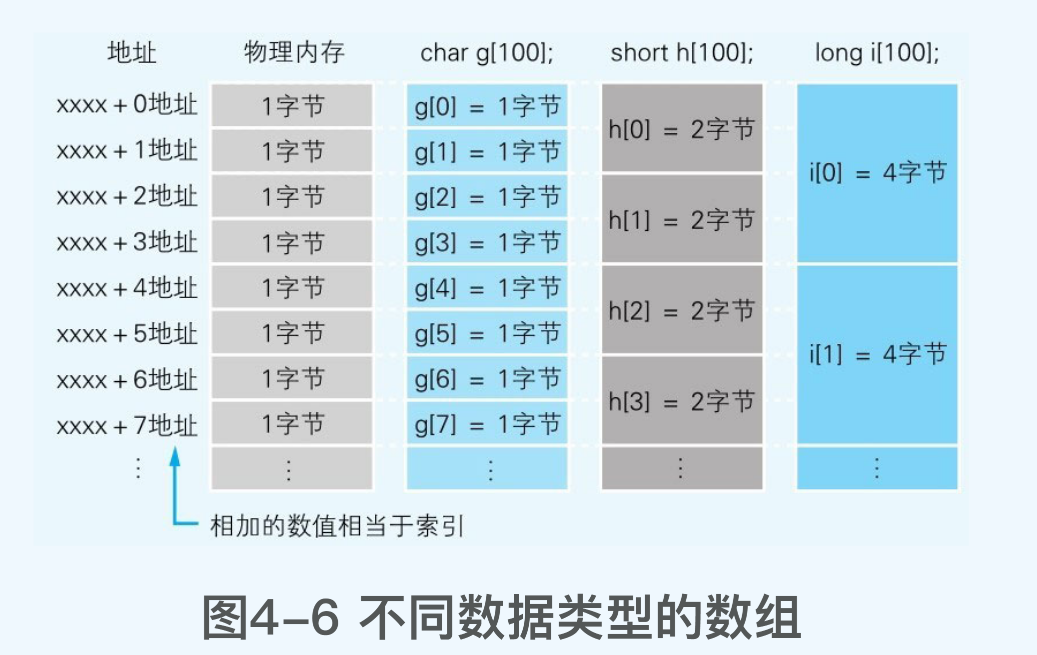 地址 物理内存 char g[100]; short h[100]; long i[100];
xxxx + 0地址 1字节 g[0] = 1字节 h[0] = 2字节 i[0] = 4字节
xxxx + 1地址 1字节 g[1] = 1字节
xxxx + 2地址 1字节 g[2] = 1字节 h[1] = 2字节
xxxx + 3地址 1字节 g[3] = 1字节
xxxx + 4地址 1字节 g[4] = 1字节 h[2] = 2字节 i[1] = 4字节
xxxx + 5地址 1字节 g[5] = 1字节
xxxx + 6地址 1字节 g[6] = 1字节 h[3] = 2字节
xxxx + 7地址 1字节 g[7] = 1字节
⋮ ⋮ ⋮ ⋮ ⋮
相加的数值相当于索引
图4-6 不同数据类型的数组